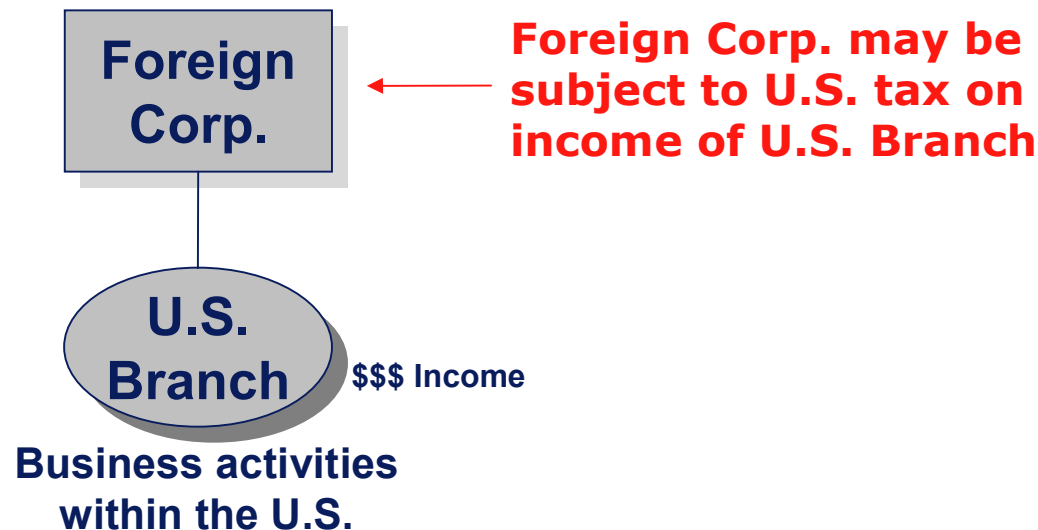 Foreign
Corp.
Foreign Corp. may be
subject to U.S. tax on
income of U.S. Branch
U.S.
Branch
$$$ Income
Business activities
within the U.S.